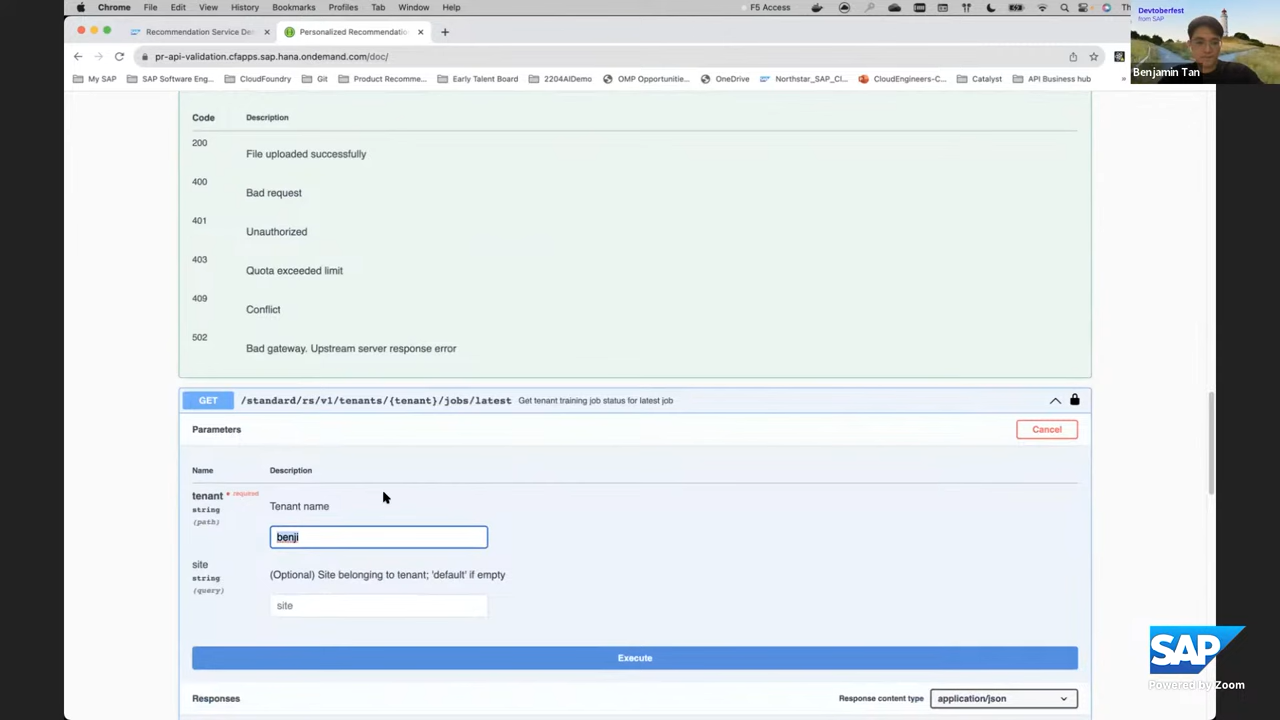 Chrome File Edit View History Bookmarks Profiles Tab Window Help F5 Access Th
Devtoberfest
from SAP
Recommendation Service De Personalized Recommendatio
pr-api-validation.cfapps.sap.hana.ondemand.com/doc/
Benjamin Tan
My SAP SAP Software Eng... CloudFoundry Git Product Recomme... Early Talent Board 2204AIDemo OMP Opportunitie... OneDrive Northstar_SAP_Cl... CloudEngineers-C... Catalyst API Business hub »
Code Description
200
File uploaded successfully
400
Bad request
401
Unauthorized
403
Quota exceeded limit
409
Conflict
502
Bad gateway. Upstream server response error
GET /standard/rs/v1/tenants/{tenant}/jobs/latest Get tenant training job status for latest job
Parameters Cancel
Name Description
tenant * required
string
(path)
Tenant name
benji
site
string
(query)
(Optional) Site belonging to tenant; 'default' if empty
site
Execute
Responses Response content type application/json
SAP
Powered by Zoom